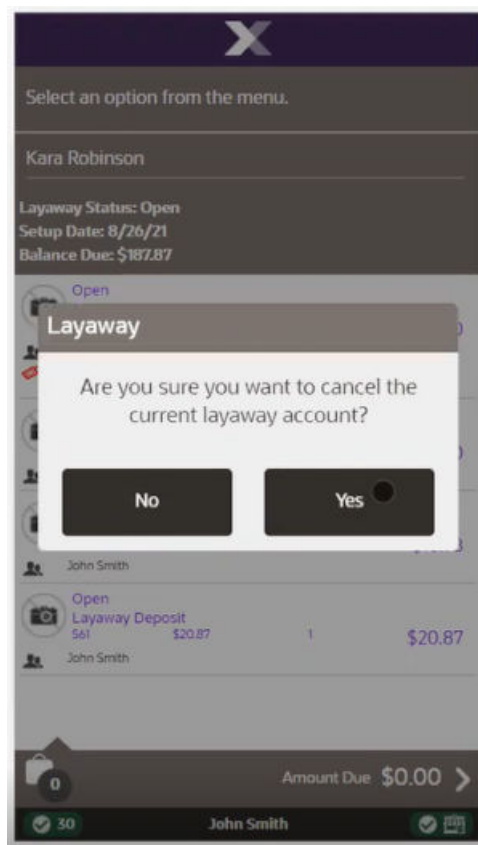 Select an option from the menu.
Kara Robinson
Layaway Status: Open
Setup Date: 8/26/21
Balance Due: $187.87
Open
Layaway
Are you sure you want to cancel the
current layaway account?
No
Yes
John Smith
Open
Layaway Deposit
561 $20.87 1 $20.87
John Smith
0
Amount Due $0.00
30 John Smith